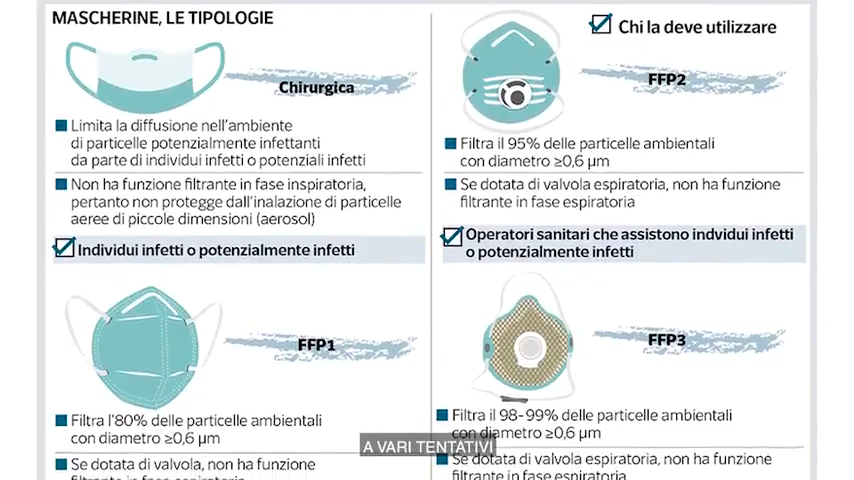 MASCHERINE, LE TIPOLOGIE
Chirurgica
Limita la diffusione nell'ambiente
di particelle potenzialmente infettanti
da parte di individui infetti o potenziali infetti
Non ha funzione filtrante in fase inspiratoria,
pertanto non protegge dall'inalazione di particelle
aeree di piccole dimensioni (aerosol)
Individui infetti o potenzialmente infetti
Chi la deve utilizzare
FFP2
Filtra il 95% delle particelle ambientali
con diametro ≥0,6 µm
Se dotata di valvola espiratoria, non ha funzione
filtrante in fase espiratoria
Operatori sanitari che assistono indvidui infetti
o potenzialmente infetti
FFP1
Filtra l'80% delle particelle ambientali
con diametro ≥0,6 µm
Se dotata di valvola, non ha funzione
filtrante in fase espiratoria
FFP3
Filtra il 98-99% delle particelle ambientali
con diametro ≥0,6 µm
Se dotata di valvola espiratoria, non ha funzione
filtrante in fase espiratoria
A VARI TENTATIVI